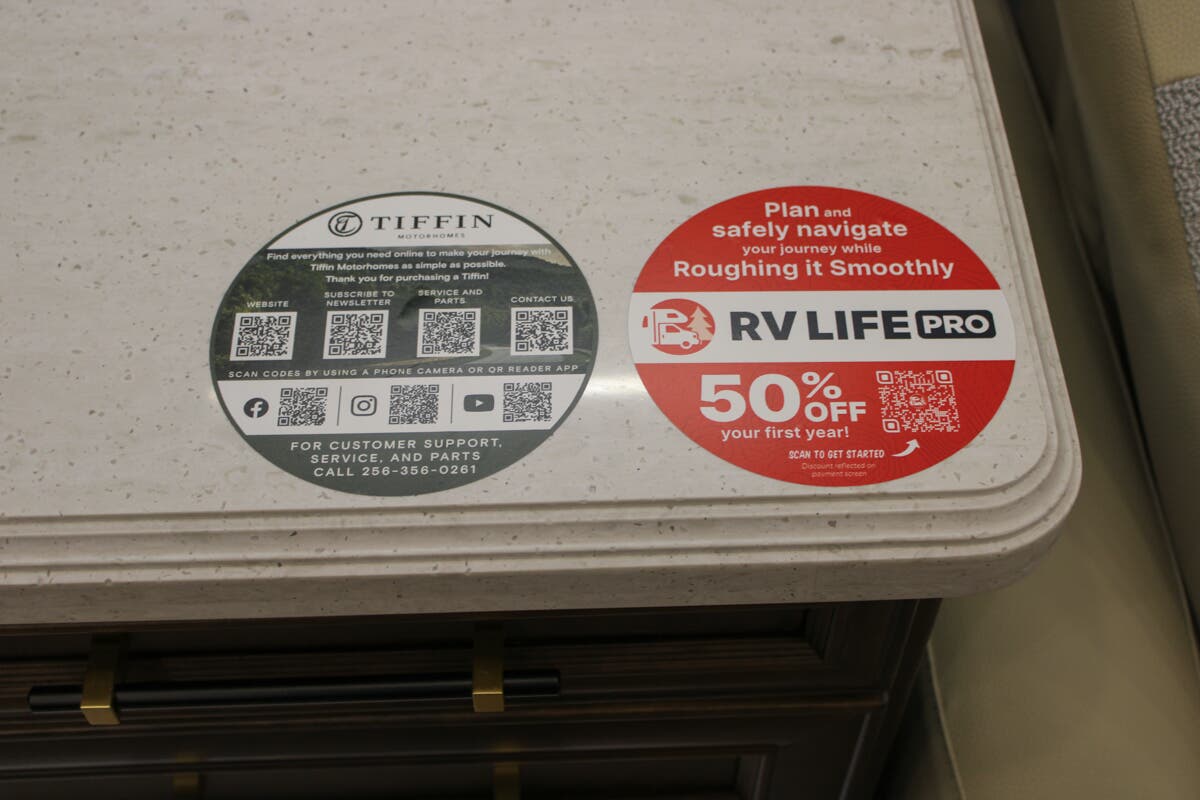 TIFFIN
MOTORHOMES
Find everything you need online to make your journey with
Tiffin Motorhomes as simple as possible.
Thank you for purchasing a Tiffin!
WEBSITE
SUBSCRIBE TO
NEWSLETTER
SERVICE AND
PARTS
CONTACT US
SCAN CODES BY USING A PHONE CAMERA OR QR READER APP
FOR CUSTOMER SUPPORT,
SERVICE, AND PARTS
CALL 256-356-0261
Plan and
safely navigate
your journey while
Roughing it Smoothly
RV LIFE PRO
50% OFF
your first year!
SCAN TO GET STARTED
Discount reflected on
payment screen